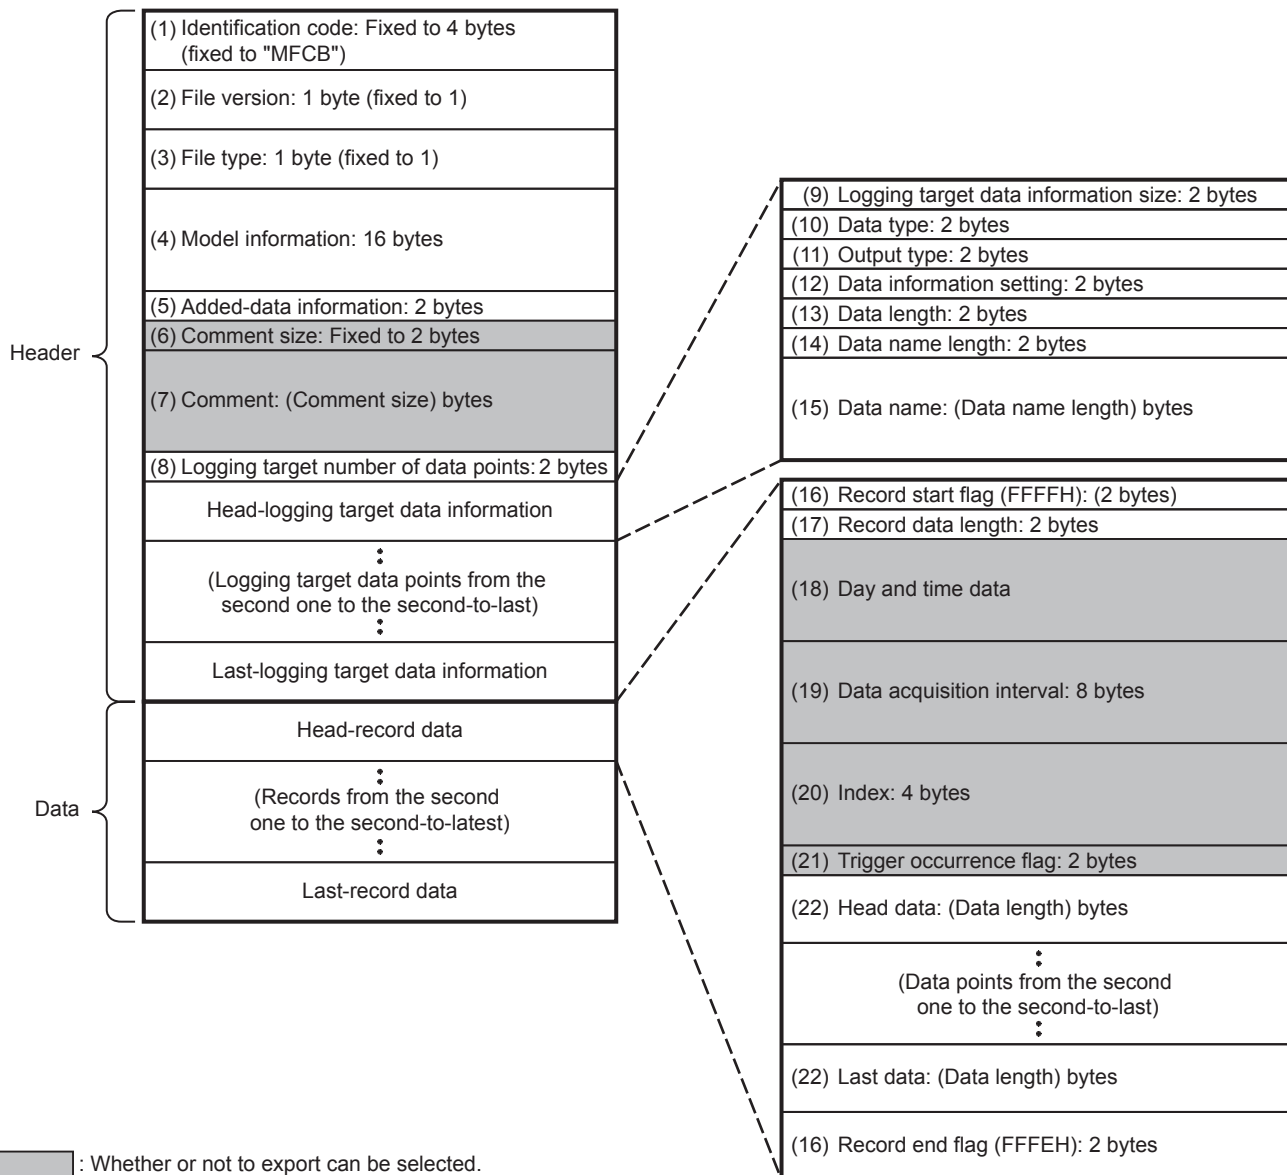 (1) Identification code: Fixed to 4 bytes
(fixed to "MFCB")
(2) File version: 1 byte (fixed to 1)
(3) File type: 1 byte (fixed to 1)
(4) Model information: 16 bytes
(5) Added-data information: 2 bytes
(6) Comment size: Fixed to 2 bytes
Header
(7) Comment: (Comment size) bytes
(8) Logging target number of data points: 2 bytes
Head-logging target data information
(Logging target data points from the
second one to the second-to-last)
Last-logging target data information
Head-record data
Data
(Records from the second
one to the second-to-latest)
Last-record data
(9) Logging target data information size: 2 bytes
(10) Data type: 2 bytes
(11) Output type: 2 bytes
(12) Data information setting: 2 bytes
(13) Data length: 2 bytes
(14) Data name length: 2 bytes
(15) Data name: (Data name length) bytes
(16) Record start flag (FFFFH): (2 bytes)
(17) Record data length: 2 bytes
(18) Day and time data
(19) Data acquisition interval: 8 bytes
(20) Index: 4 bytes
(21) Trigger occurrence flag: 2 bytes
(22) Head data: (Data length) bytes
(Data points from the second
one to the second-to-last)
(22) Last data: (Data length) bytes
(16) Record end flag (FFFEH): 2 bytes
: Whether or not to export can be selected.